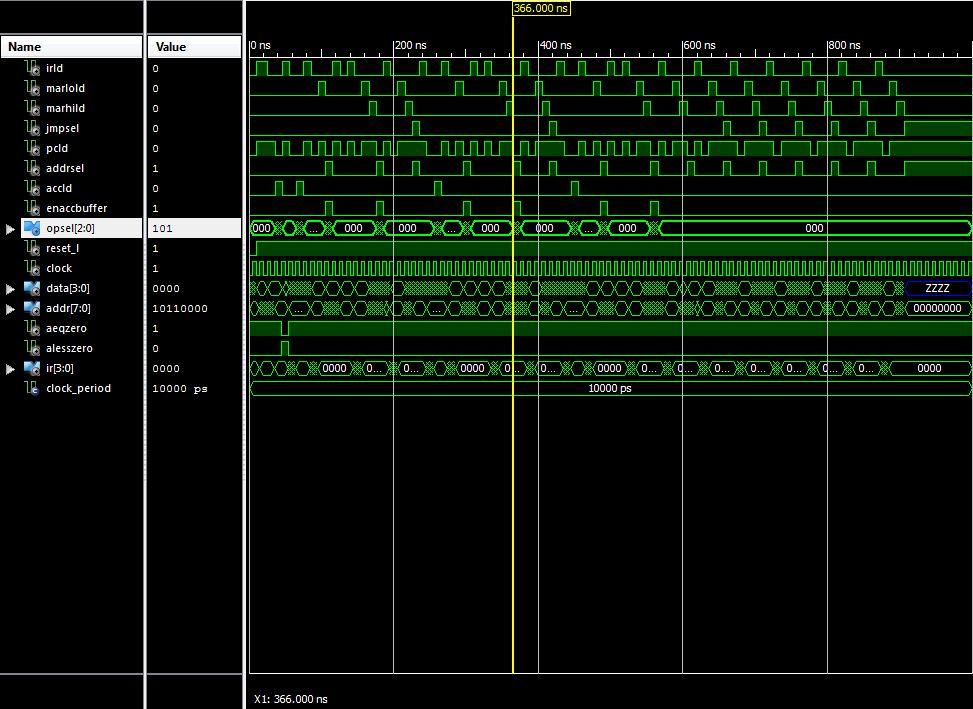 366.000 ns
Name Value 0 ns 200 ns 400 ns 600 ns 800 ns
irld 0
marlold 0
marhild 0
jmpsel 0
pcld 0
addrsel 1
accld 0
enaccbuffer 1
opsel[2:0] 101 000 ... 000 000 ... 000 000 ... 000 000
reset_l 1
clock 1
data[3:0] 0000 ZZZZ
addr[7:0] 10110000 ... ... ... 00000000
aeqzero 1
alesszero 0
ir[3:0] 0000 0000 0... 0... 0000 0... 0... 0000 0... 0... 0... 0... 0... 0... 0... 0000
clock_period 10000 ps 10000 ps
X1: 366.000 ns